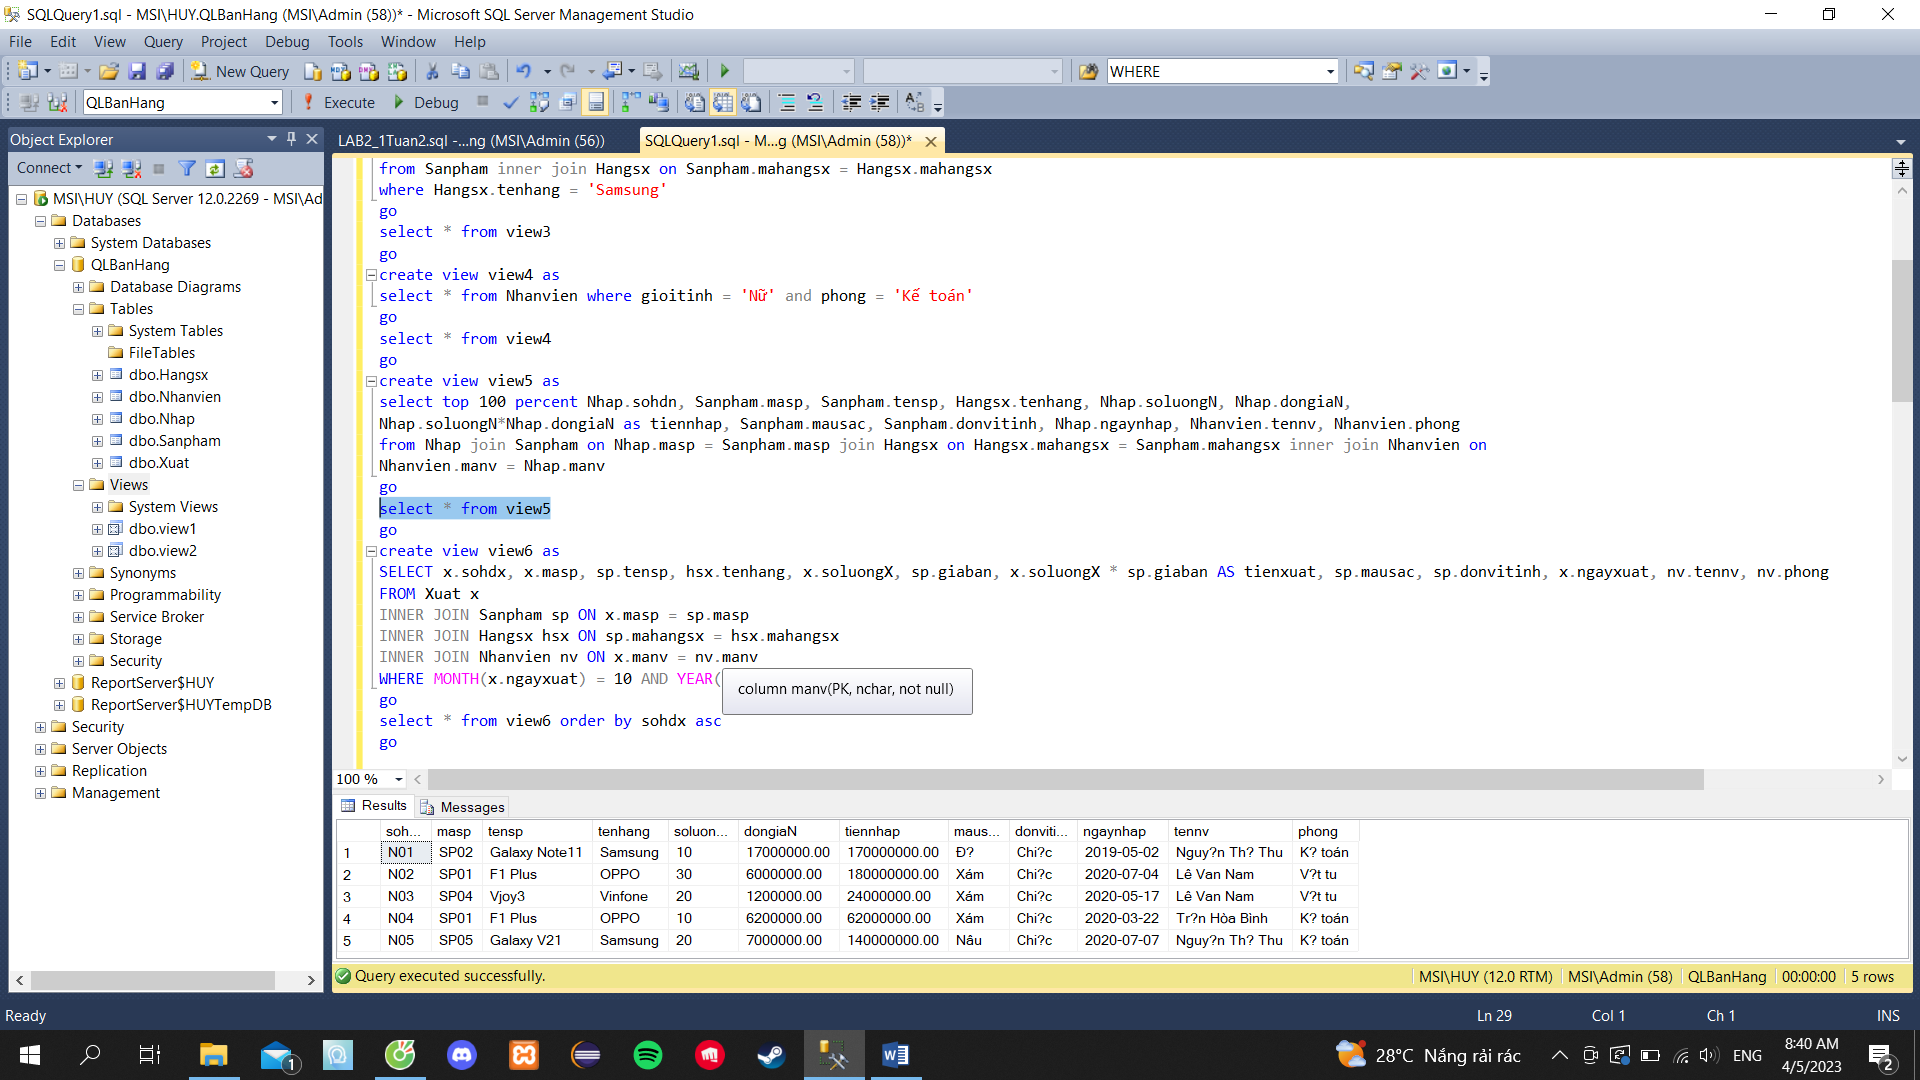 SQLQuery1.sql - MSI\HUY.QLBanHang (MSI\Admin (58))* - Microsoft SQL Server Management Studio
File Edit View Query Project Debug Tools Window Help
New Query WHERE
QLBanHang Execute Debug
Object Explorer
LAB2_1Tuan2.sql -...ng (MSI\Admin (56)) SQLQuery1.sql - M...g (MSI\Admin (58))*
Connect
MSI\HUY (SQL Server 12.0.2269 - MSI\Ad
Databases
System Databases
QLBanHang
Database Diagrams
Tables
System Tables
FileTables
dbo.Hangsx
dbo.Nhanvien
dbo.Nhap
dbo.Sanpham
dbo.Xuat
Views
System Views
dbo.view1
dbo.view2
Synonyms
Programmability
Service Broker
Storage
Security
ReportServer$HUY
ReportServer$HUYTempDB
Security
Server Objects
Replication
Management
from Sanpham inner join Hangsx on Sanpham.mahangsx = Hangsx.mahangsx
where Hangsx.tenhang = 'Samsung'
go
select * from view3
go
create view view4 as
select * from Nhanvien where gioitinh = 'Nữ' and phong = 'Kế toán'
go
select * from view4
go
create view view5 as
select top 100 percent Nhap.sohdn, Sanpham.masp, Sanpham.tensp, Hangsx.tenhang, Nhap.soluongN, Nhap.dongiaN,
Nhap.soluongN*Nhap.dongiaN as tiennhap, Sanpham.mausac, Sanpham.donvitinh, Nhap.ngaynhap, Nhanvien.tennv, Nhanvien.phong
from Nhap join Sanpham on Nhap.masp = Sanpham.masp join Hangsx on Hangsx.mahangsx = Sanpham.mahangsx inner join Nhanvien on
Nhanvien.manv = Nhap.manv
go
select * from view5
go
create view view6 as
SELECT x.sohdx, x.masp, sp.tensp, hsx.tenhang, x.soluongX, sp.giaban, x.soluongX * sp.giaban AS tienxuat, sp.mausac, sp.donvitinh, x.ngayxuat, nv.tennv, nv.phong
FROM Xuat x
INNER JOIN Sanpham sp ON x.masp = sp.masp
INNER JOIN Hangsx hsx ON sp.mahangsx = hsx.mahangsx
INNER JOIN Nhanvien nv ON x.manv = nv.manv
WHERE MONTH(x.ngayxuat) = 10 AND YEAR(
column manv(PK, nchar, not null)
go
select * from view6 order by sohdx asc
go
100 %
Results Messages
soh... masp tensp tenhang soluon... dongiaN tiennhap maus... donviti... ngaynhap tennv phong
1 N01 SP02 Galaxy Note11 Samsung 10 17000000.00 170000000.00 Đ? Chi?c 2019-05-02 Nguy?n Th? Thu K? toán
2 N02 SP01 F1 Plus OPPO 30 6000000.00 180000000.00 Xám Chi?c 2020-07-04 Lê Van Nam V?t tu
3 N03 SP04 Vjoy3 Vinfone 20 1200000.00 24000000.00 Xám Chi?c 2020-05-17 Lê Van Nam V?t tu
4 N04 SP01 F1 Plus OPPO 10 6200000.00 62000000.00 Xám Chi?c 2020-03-22 Tr?n Hòa Bình K? toán
5 N05 SP05 Galaxy V21 Samsung 20 7000000.00 140000000.00 Nâu Chi?c 2020-07-07 Nguy?n Th? Thu K? toán
Query executed successfully. MSI\HUY (12.0 RTM) MSI\Admin (58) QLBanHang 00:00:00 5 rows
Ready Ln 29 Col 1 Ch 1 INS
1 28°C Nắng rải rác ENG 8:40 AM
4/5/2023 2